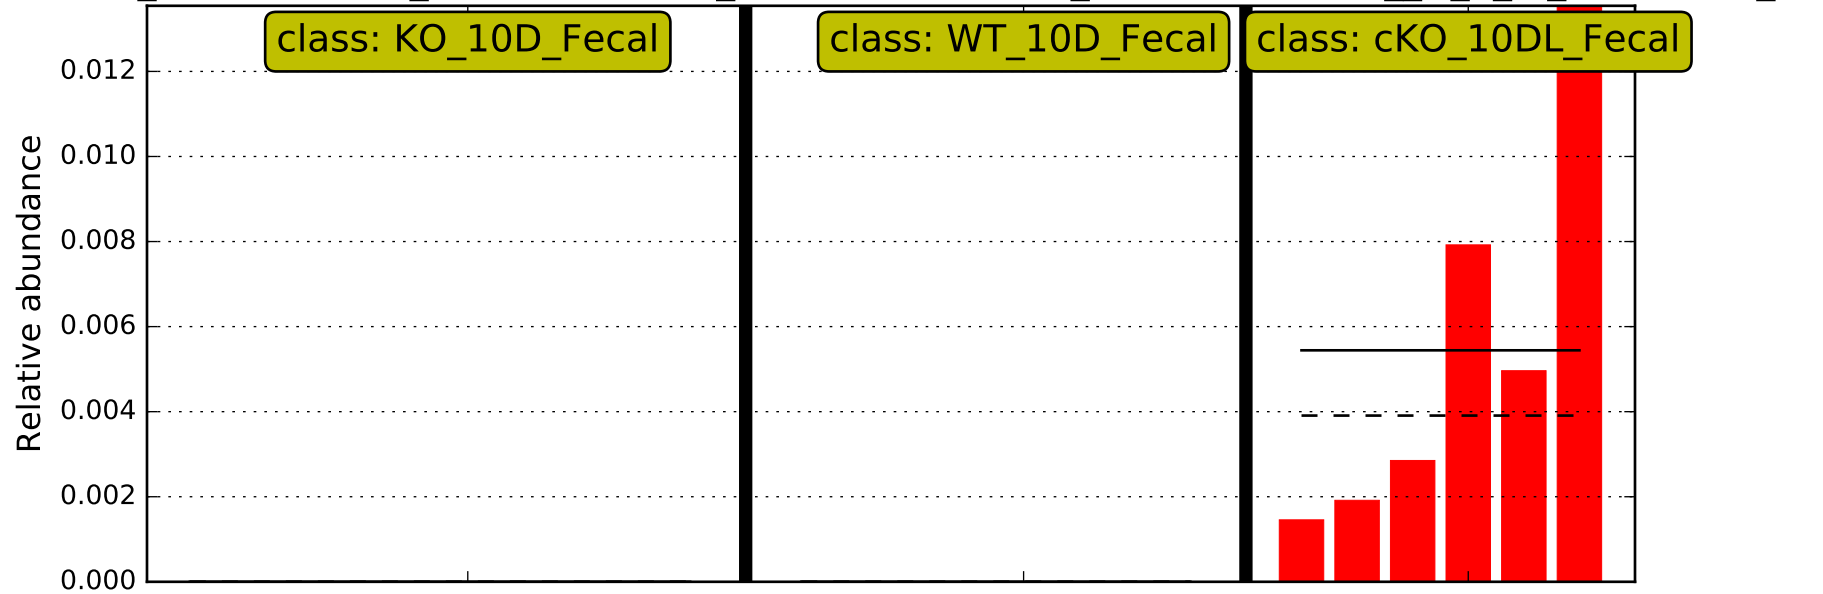 class: KO_10D_Fecal
class: WT_10D_Fecal
class: cKO_10DL_Fecal
0.012
0.010
0.008
0.006
0.004
0.002
0.000
Relative abundance